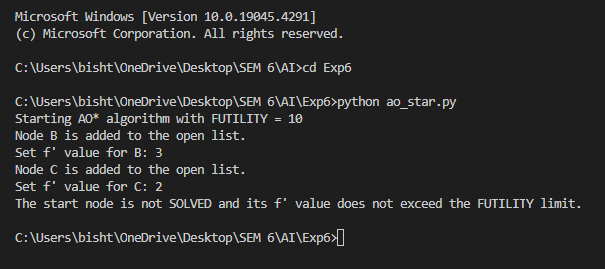 Microsoft Windows [Version 10.0.19045.4291]
(c) Microsoft Corporation. All rights reserved.
C:\Users\bisht\OneDrive\Desktop\SEM 6\AI>cd Exp6
C:\Users\bisht\OneDrive\Desktop\SEM 6\AI\Exp6>python ao_star.py
Starting AO* algorithm with FUTILITY = 10
Node B is added to the open list.
Set f' value for B: 3
Node C is added to the open list.
Set f' value for C: 2
The start node is not SOLVED and its f' value does not exceed the FUTILITY limit.
C:\Users\bisht\OneDrive\Desktop\SEM 6\AI\Exp6>